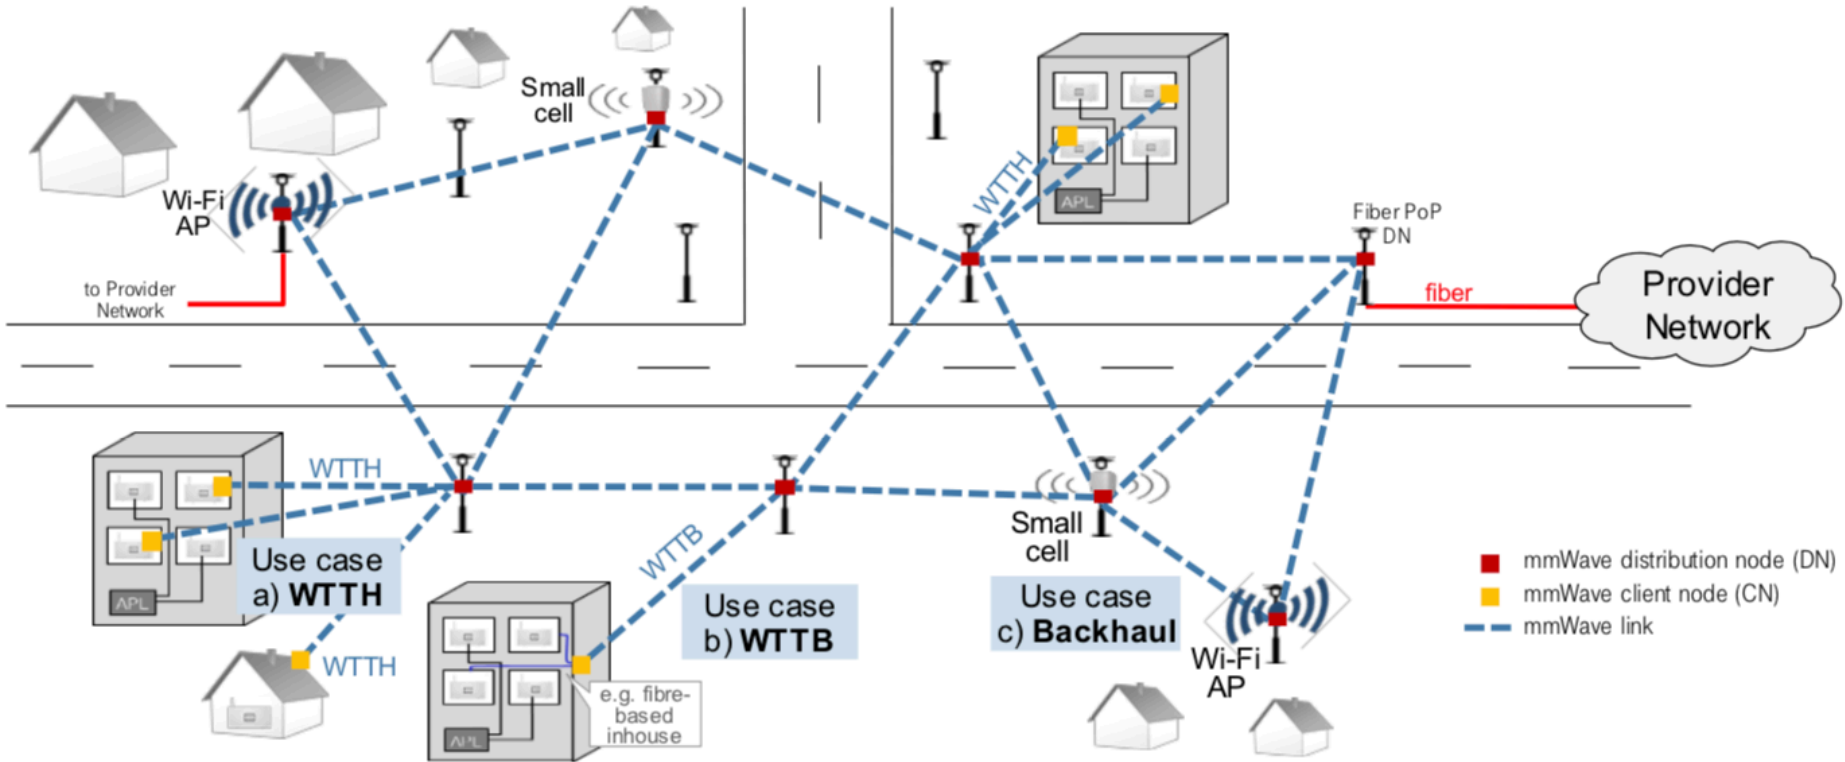 Small
cell
WTTH
APL
Wi-Fi
AP
Fiber PoP
DN
to Provider
Network
fiber
Provider
Network
WTTH
APL
Use case
a) WTTH
WTTH
WTTB
APL
e.g. fibre-
based
inhouse
Use case
b) WTTB
Small
cell
Use case
c) Backhaul
Wi-Fi
AP
mmWave distribution node (DN)
mmWave client node (CN)
mmWave link